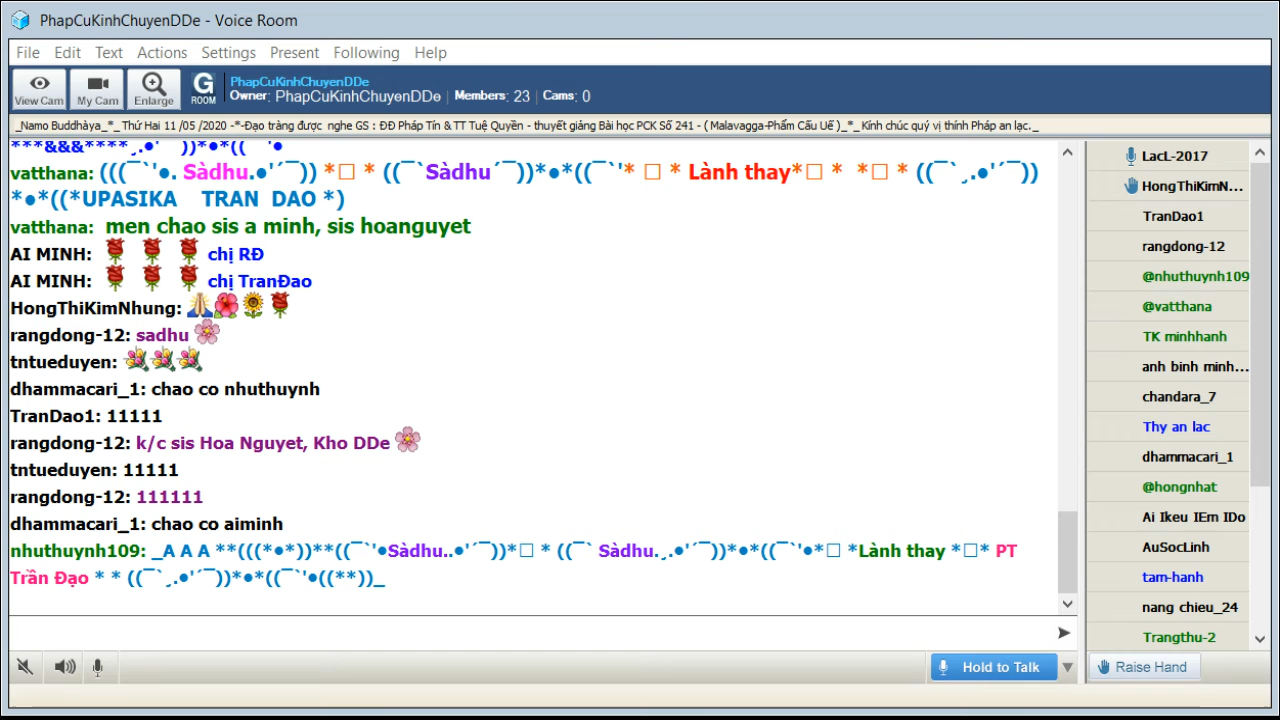 PhapCuKinhChuyenDDe - Voice Room
File Edit Text Actions Settings Present Following Help
View Cam My Cam Enlarge G ROOM
PhapCuKinhChuyenDDe
Owner: PhapCuKinhChuyenDDe Members: 23 Cams: 0
_Namo Buddhàya_*_ Thứ Hai 11 /05 /2020 -*-Đạo tràng được nghe GS : ĐĐ Pháp Tín & TT Tuệ Quyền - thuyết giảng Bài học PCK Số 241 - ( Malavagga-Phẩm Cấu Uế )_*_ Kính chúc quý vị thính Pháp an lạc._
***&&&****¸.●' ))*●*(( '●
vatthana: (((¯`'●. Sàdhu.●'´¯)) *□ * ((¯`Sàdhu´¯))*●*((¯`'* □ * Lành thay*□ * *□ * ((¯`¸.●'´¯))
*●*((*UPASIKA TRAN DAO *)
vatthana: men chao sis a minh, sis hoanguyet
AI MINH: chị RĐ
AI MINH: chị TranĐao
HongThiKimNhung:
rangdong-12: sadhu
tntueduyen:
dhammacari_1: chao co nhuthuynh
TranDao1: 11111
rangdong-12: k/c sis Hoa Nguyet, Kho DDe
tntueduyen: 11111
rangdong-12: 111111
dhammacari_1: chao co aiminh
nhuthuynh109: _A A A **(((*●*))**((¯`'●Sàdhu..●'´¯))*□ * ((¯` Sàdhu.¸.●'´¯))*●*((¯`'●*□ *Lành thay *□* PT
Trần Đạo * * ((¯`¸.●'´¯))*●*((¯`'●((**))_
Hold to Talk
LacL-2017
HongThiKimN...
TranDao1
rangdong-12
@nhuthuynh109
@vatthana
TK minhhanh
anh binh minh...
chandara_7
Thy an lac
dhammacari_1
@hongnhat
Ai Ikeu IEm IDo
AuSocLinh
tam-hanh
nang chieu_24
Trangthu-2
Raise Hand